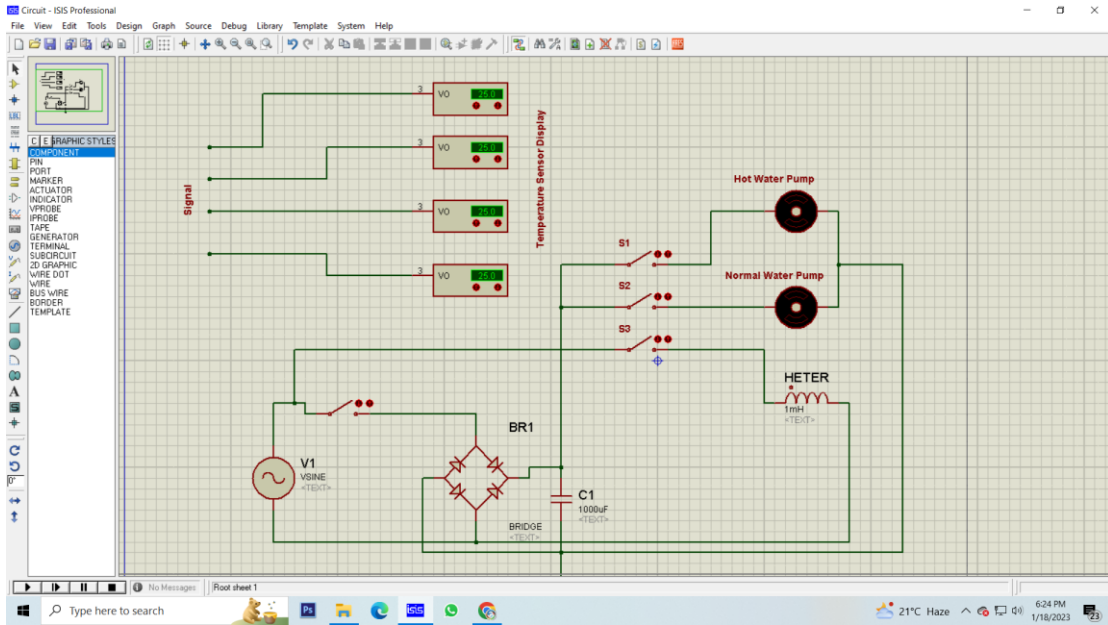 Circuit - ISIS Professional
File View Edit Tools Design Graph Source Debug Library Template System Help
C E GRAPHIC STYLES
COMPONENT
PIN
PORT
MARKER
ACTUATOR
INDICATOR
VPROBE
IPROBE
TAPE
GENERATOR
TERMINAL
SUBCIRCUIT
2D GRAPHIC
WIRE DOT
WIRE
BUS WIRE
BORDER
TEMPLATE
0°
3 VO 25.0
3 VO 25.0
3 VO 25.0
3 VO 25.0
Signal
Temperature Sensor Display
Hot Water Pump
S1
Normal Water Pump
S2
S3
HETER
1mH
<TEXT>
BR1
V1
VSINE
<TEXT>
C1
1000uF
<TEXT>
BRIDGE
<TEXT>
No Messages Root sheet 1
Type here to search
Ps
isis
21°C Haze
6:24 PM
1/18/2023
23